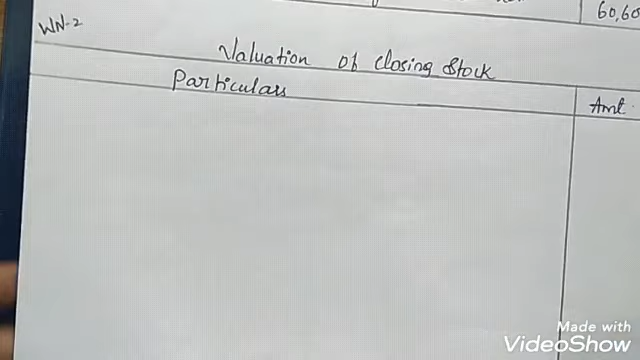 60,60
WN-2
Valuation Of Closing Stock
Particulars
Amt.
Made with
VideoShow